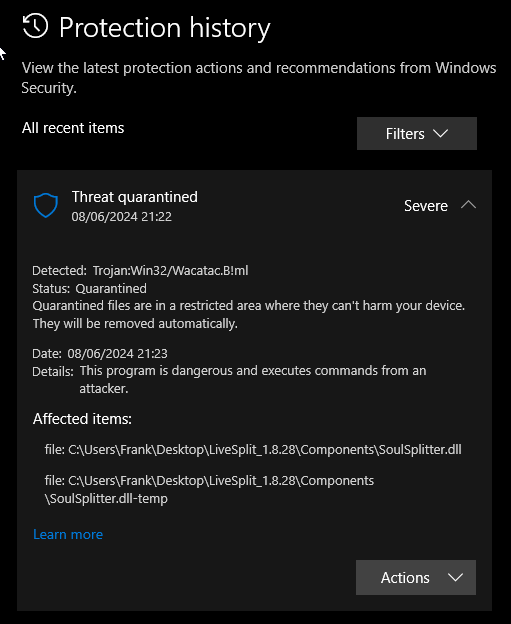 Protection history
View the latest protection actions and recommendations from Windows
Security.
All recent items
Filters
Threat quarantined
08/06/2024 21:22
Severe
Detected: Trojan:Win32/Wacatac.B!ml
Status: Quarantined
Quarantined files are in a restricted area where they can't harm your device.
They will be removed automatically.
Date: 08/06/2024 21:23
Details: This program is dangerous and executes commands from an
attacker.
Affected items:
file: C:\Users\Frank\Desktop\LiveSplit_1.8.28\Components\SoulSplitter.dll
file: C:\Users\Frank\Desktop\LiveSplit_1.8.28\Components
\SoulSplitter.dll-temp
Learn more
Actions